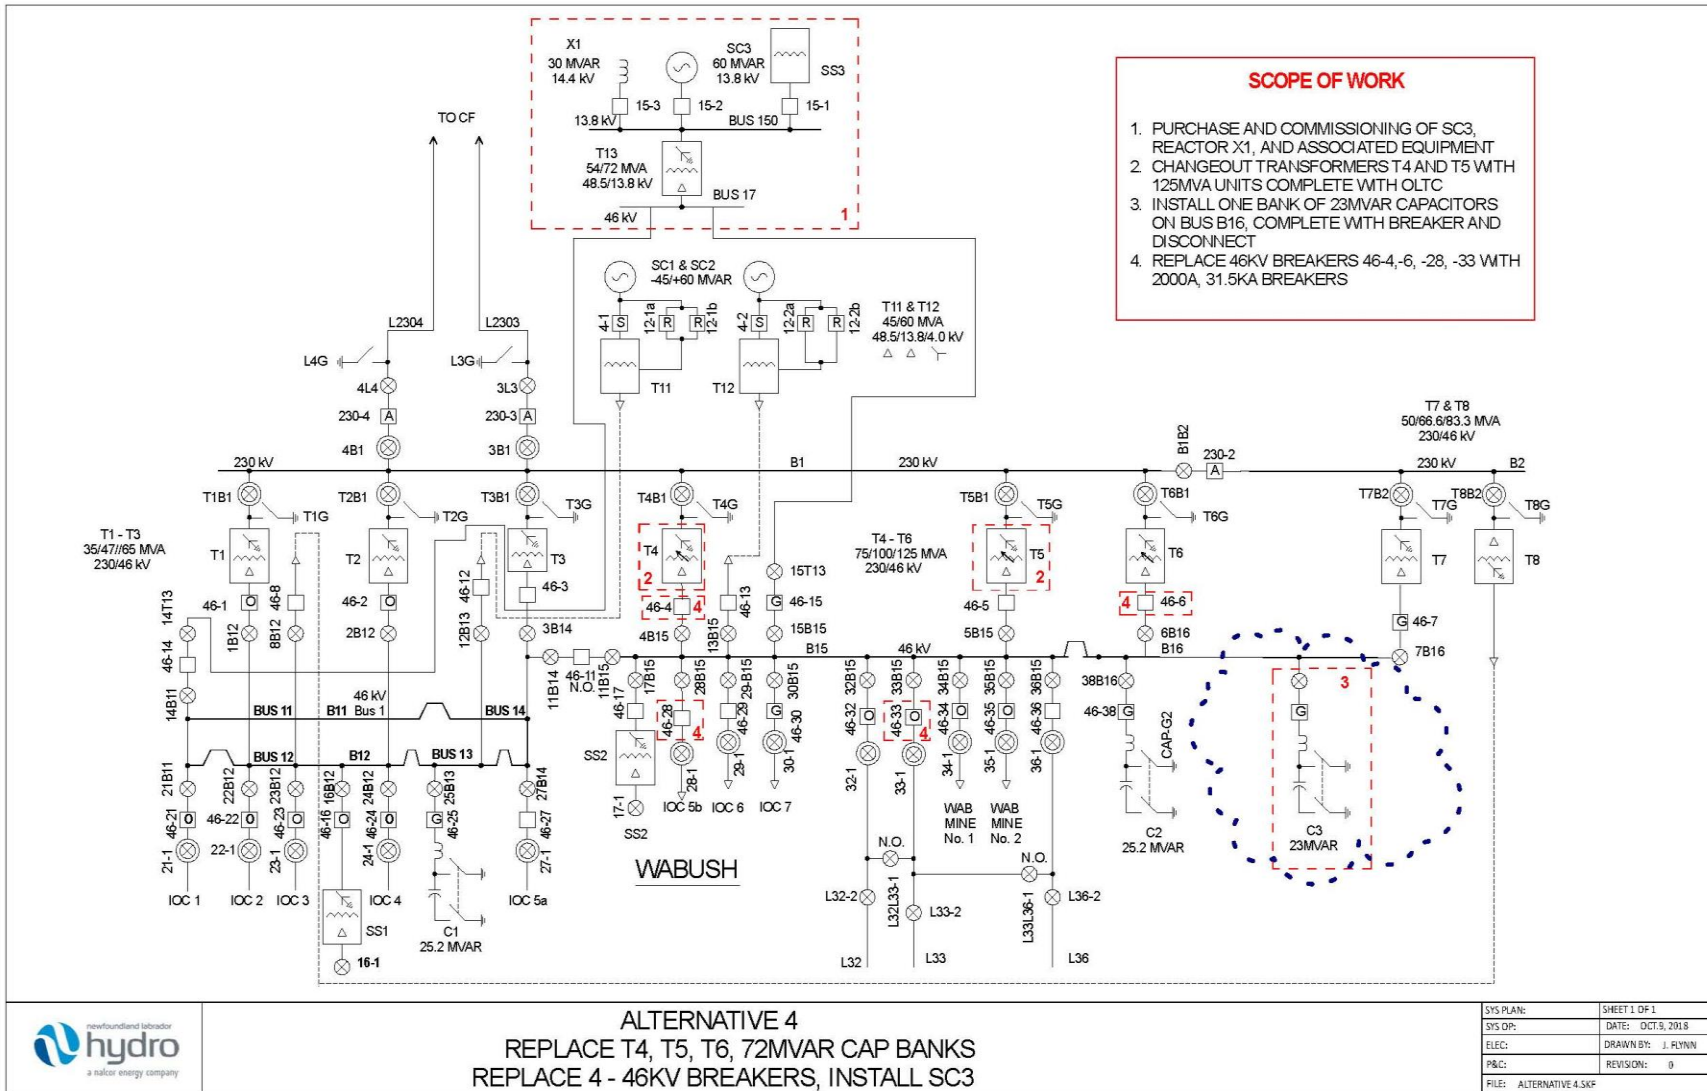 X1
30 MVAR
14.4 kV
SC3
60 MVAR
13.8 kV
SS3
15-3
15-2
15-1
13.8 kV
BUS 150
T13
54/72 MVA
48.5/13.8 kV
BUS 17
46 kV
1
SCOPE OF WORK
1. PURCHASE AND COMMISSIONING OF SC3,
REACTOR X1, AND ASSOCIATED EQUIPMENT
2. CHANGEOUT TRANSFORMERS T4 AND T5 WITH
125MVA UNITS COMPLETE WITH OLTC
3. INSTALL ONE BANK OF 23MVAR CAPACITORS
ON BUS B16, COMPLETE WITH BREAKER AND
DISCONNECT
4. REPLACE 46KV BREAKERS 46-4,-6, -28, -33 WITH
2000A, 31.5KA BREAKERS
TO CF
SC1 & SC2
-45/+60 MVAR
4-1
S
12-1a
R
R
12-1b
4-2
S
12-2a
R
R
12-2b
T11 & T12
45/60 MVA
48.5/13.8/4.0 kV
T11
T12
L2304
L2303
L4G
L3G
4L4
3L3
230-4
A
230-3
A
4B1
3B1
T7 & T8
50/66.6/83.3 MVA
230/46 kV
B1B2
230-2
A
230 kV
B1
230 kV
230 kV
B2
T1B1
T2B1
T3B1
T4B1
T5B1
T6B1
T7B2
T8B2
T1G
T2G
T3G
T4G
T5G
T6G
T7G
T8G
T1 - T3
35/47//65 MVA
230/46 kV
T1
T2
T3
T4
2
T4 - T6
75/100/125 MVA
230/46 kV
T5
2
T6
T7
T8
14T13
46-1
O
46-8
46-2
O
46-12
46-3
46-4
4
46-13
15T13
G
46-15
46-5
4
46-6
G
46-7
46-14
1B12
8B12
2B12
12B13
3B14
4B15
13B15
15B15
5B15
6B16
7B16
14B11
11B14
46-11
N.O.
11B15
B15
46 kV
B16
46 kV
BUS 11
B11
Bus 1
BUS 14
46-17
17B15
28B15
29-B15
30B15
32B15
33B15
34B15
35B15
36B15
38B16
3
46-28
4
46-29
G
46-30
46-32
O
46-33
O
4
46-34
O
46-35
O
46-36
46-38
G
G
BUS 12
B12
BUS 13
SS2
28-1
29-1
30-1
32-1
33-1
34-1
35-1
36-1
CAP-G2
21B11
22B12
23B12
16B12
24B12
25B13
27B14
17-1
SS2
IOC 5b
IOC 6
IOC 7
WAB
MINE
No. 1
WAB
MINE
No. 2
46-21
O
46-22
O
46-23
O
46-16
O
46-24
O
46-25
G
46-27
C2
25.2 MVAR
C3
23MVAR
21-1
22-1
23-1
24-1
27-1
WABUSH
N.O.
N.O.
IOC 1
IOC 2
IOC 3
IOC 4
IOC 5a
L32-2
L32L33-1
L33-2
L33L36-1
L36-2
SS1
C1
25.2 MVAR
16-1
L32
L33
L36
newfoundland labrador
hydro
a nalcor energy company
ALTERNATIVE 4
REPLACE T4, T5, T6, 72MVAR CAP BANKS
REPLACE 4 - 46KV BREAKERS, INSTALL SC3
SYS PLAN:
SHEET 1 OF 1
SYS OP:
DATE: OCT.9, 2018
ELEC:
DRAWN BY: J. FLYNN
P&C:
REVISION: 0
FILE: ALTERNATIVE 4.SKF